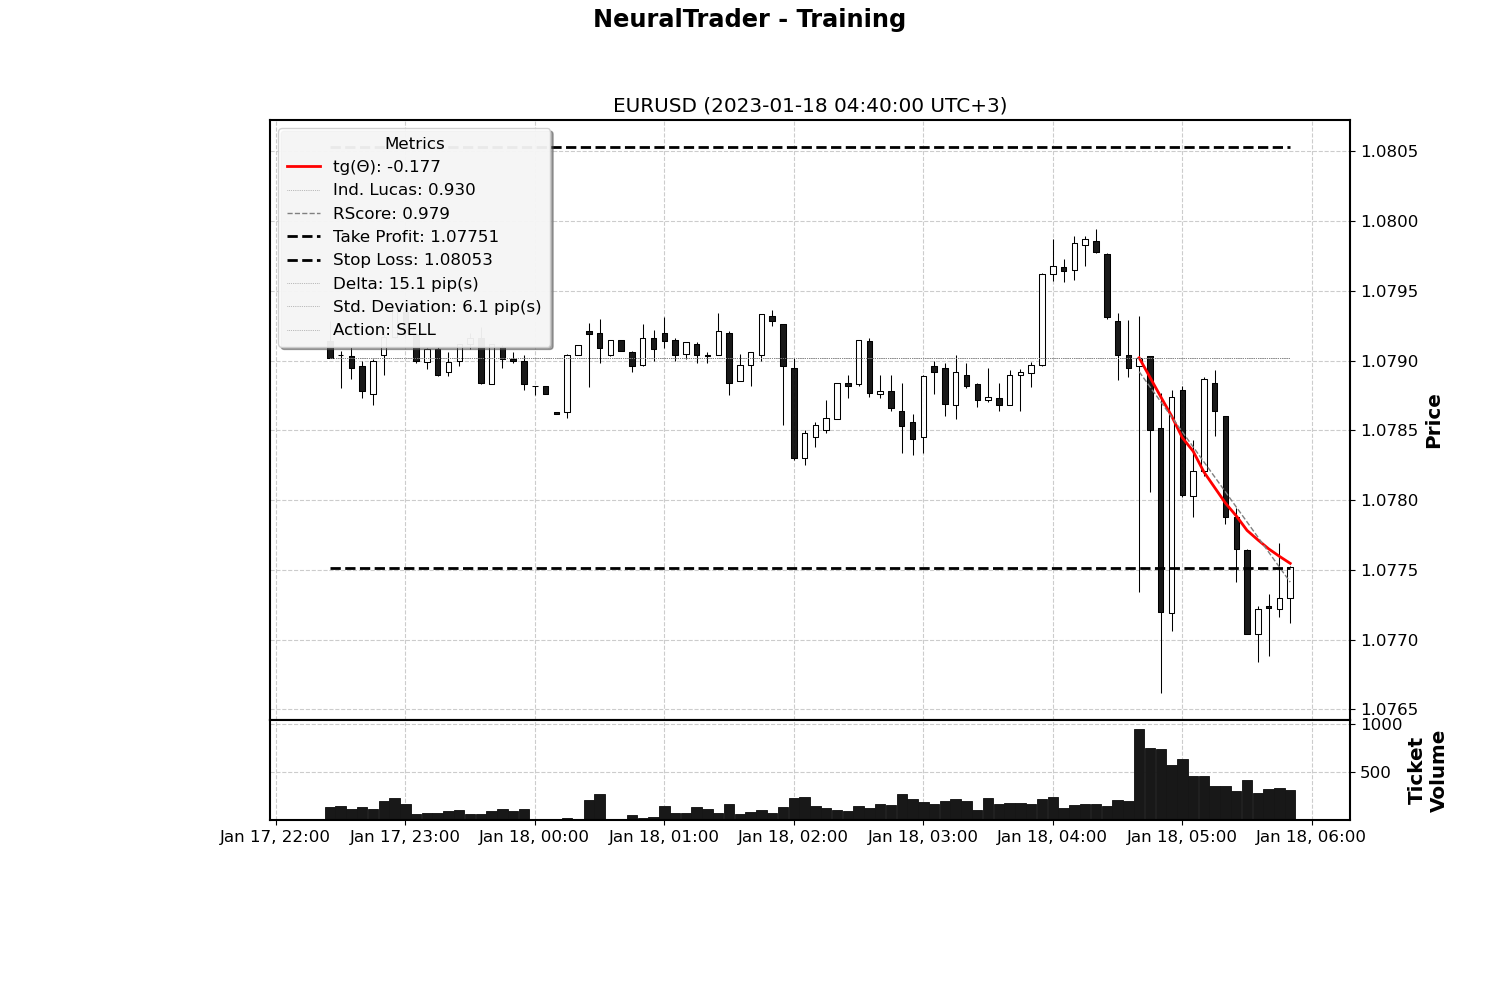 NeuralTrader - Training
EURUSD (2023-01-18 04:40:00 UTC+3)
Metrics
tg(Θ): -0.177
Ind. Lucas: 0.930
RScore: 0.979
Take Profit: 1.07751
Stop Loss: 1.08053
Delta: 15.1 pip(s)
Std. Deviation: 6.1 pip(s)
Action: SELL
1.0805
1.0800
1.0795
1.0790
1.0785
1.0780
1.0775
1.0770
1.0765
Price
1000
500
Ticket
Volume
Jan 17, 22:00
Jan 17, 23:00
Jan 18, 00:00
Jan 18, 01:00
Jan 18, 02:00
Jan 18, 03:00
Jan 18, 04:00
Jan 18, 05:00
Jan 18, 06:00